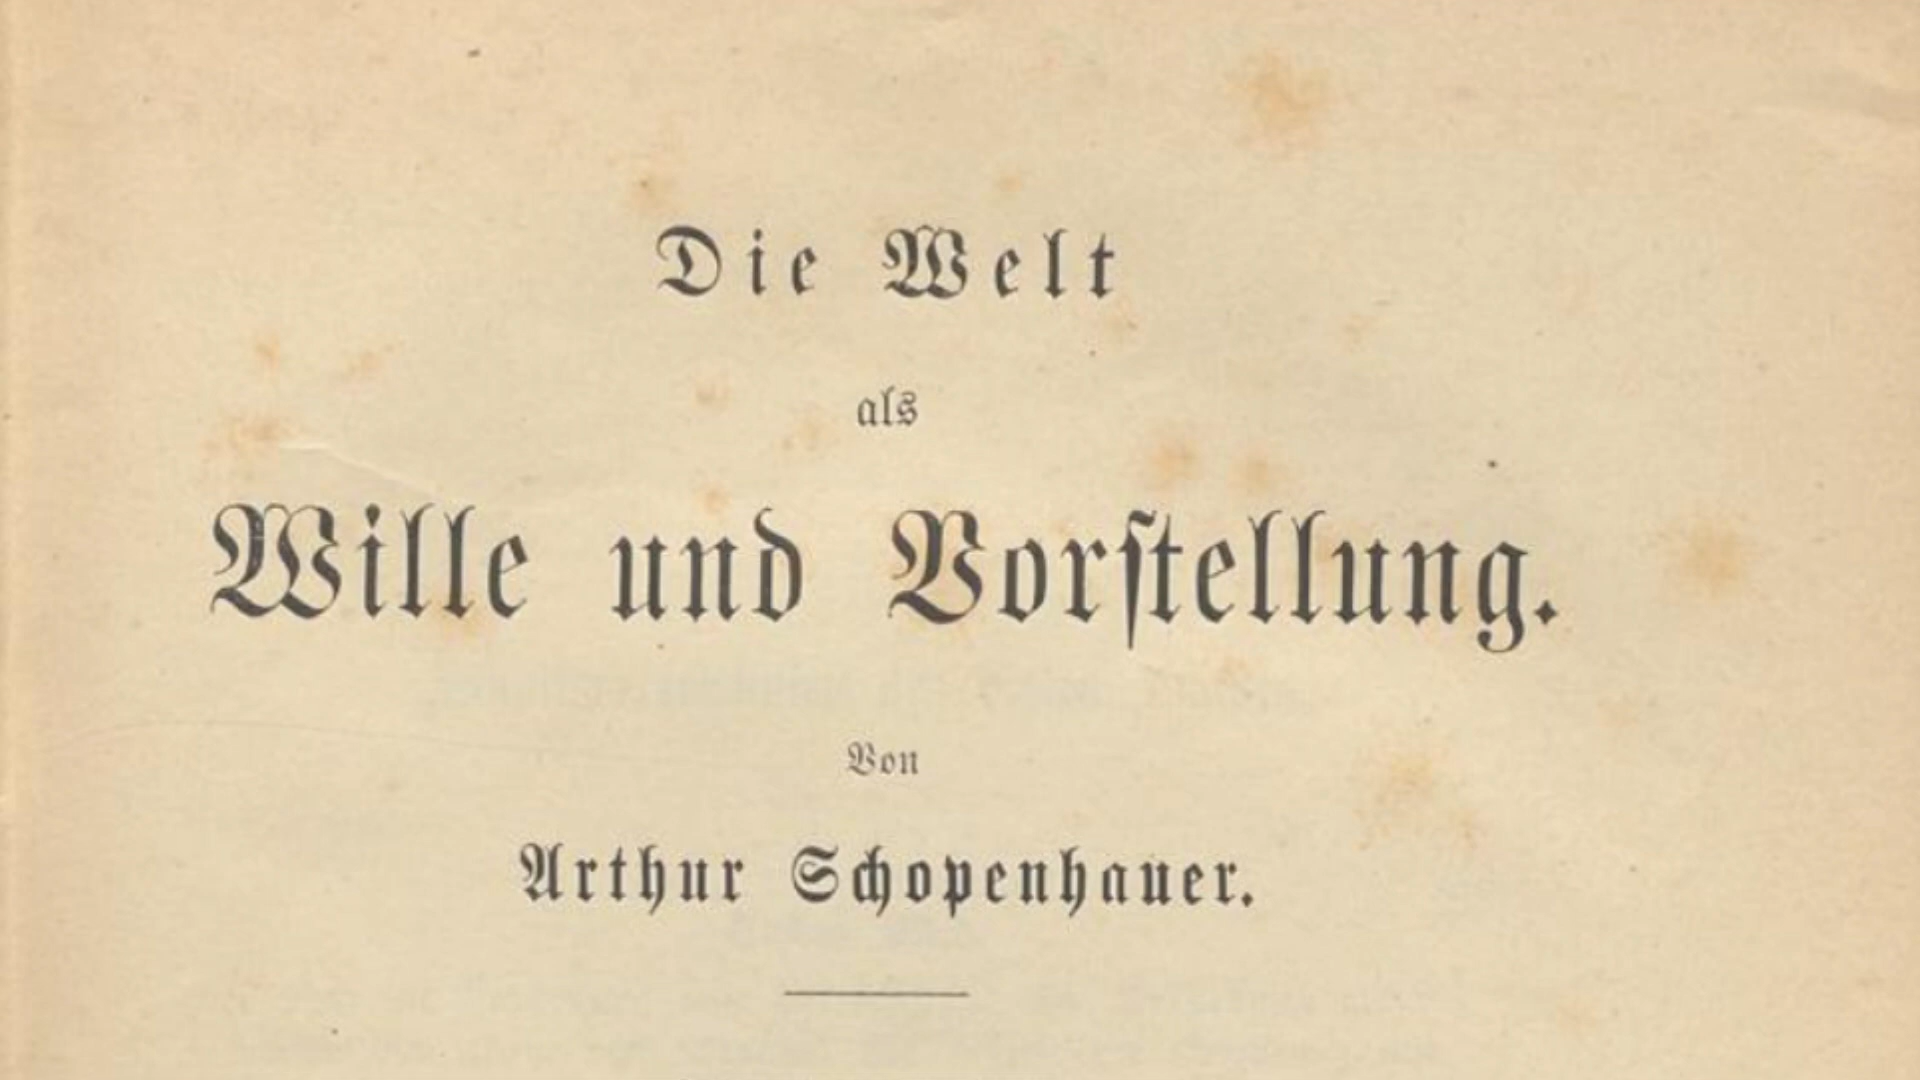 Die Welt
als
Wille und Vorſtellung.
Von
Arthur Schopenhauer.